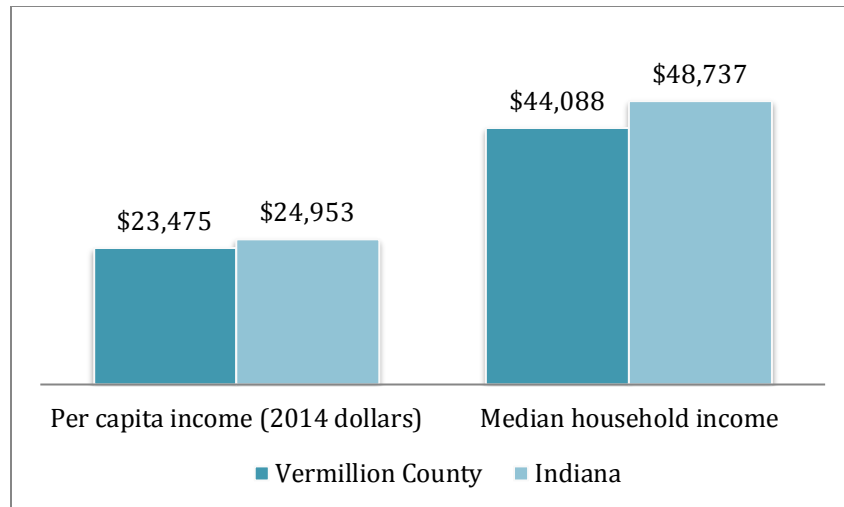 $48,737
$44,088
$23,475
$24,953
Per capita income (2014 dollars)
Median household income
Vermillion County
Indiana